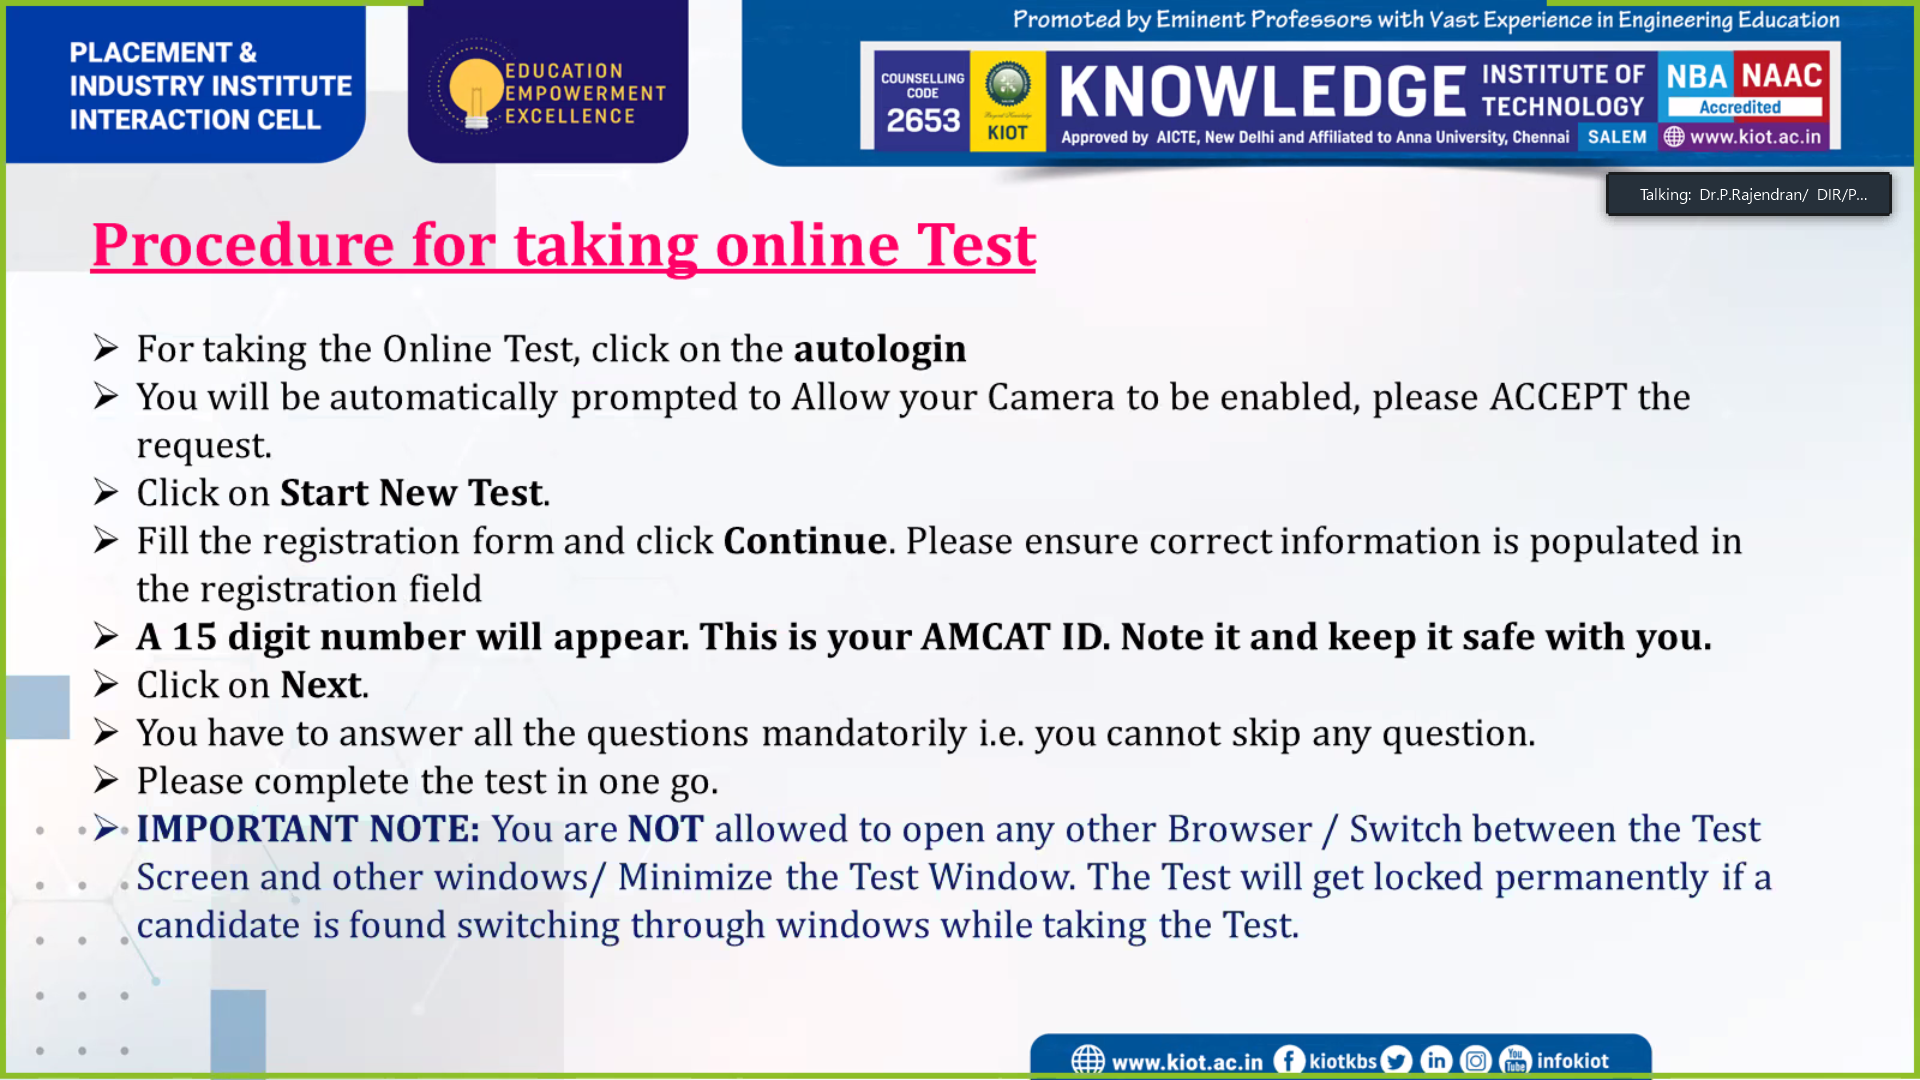 PLACEMENT &
INDUSTRY INSTITUTE
INTERACTION CELL
EDUCATION
EMPOWERMENT
EXCELLENCE
Promoted by Eminent Professors with Vast Experience in Engineering Education
COUNSELLING
CODE
2653
KIOT
KNOWLEDGE
INSTITUTE OF
TECHNOLOGY
Approved by AICTE, New Delhi and Affiliated to Anna University, Chennai
SALEM
NBA NAAC
Accredited
www.kiot.ac.in
Talking: Dr.P.Rajendran/ DIR/P...
Procedure for taking online Test
➢ For taking the Online Test, click on the autologin
➢ You will be automatically prompted to Allow your Camera to be enabled, please ACCEPT the
request.
➢ Click on Start New Test.
➢ Fill the registration form and click Continue. Please ensure correct information is populated in
the registration field
➢ A 15 digit number will appear. This is your AMCAT ID. Note it and keep it safe with you.
➢ Click on Next.
➢ You have to answer all the questions mandatorily i.e. you cannot skip any question.
➢ Please complete the test in one go.
➢ IMPORTANT NOTE: You are NOT allowed to open any other Browser / Switch between the Test
Screen and other windows/ Minimize the Test Window. The Test will get locked permanently if a
candidate is found switching through windows while taking the Test.
www.kiot.ac.in kiotkbs You Tube infokiot